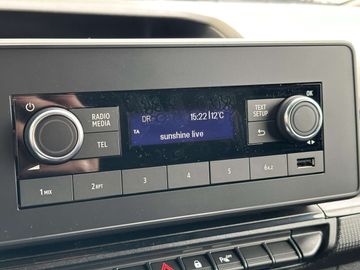 OK
RADIO
MEDIA
TEL
DR
15:22 12°C
TA
sunshine live
TEXT
SETUP
1 MIX
2 RPT
3
4
5
6 ×.2